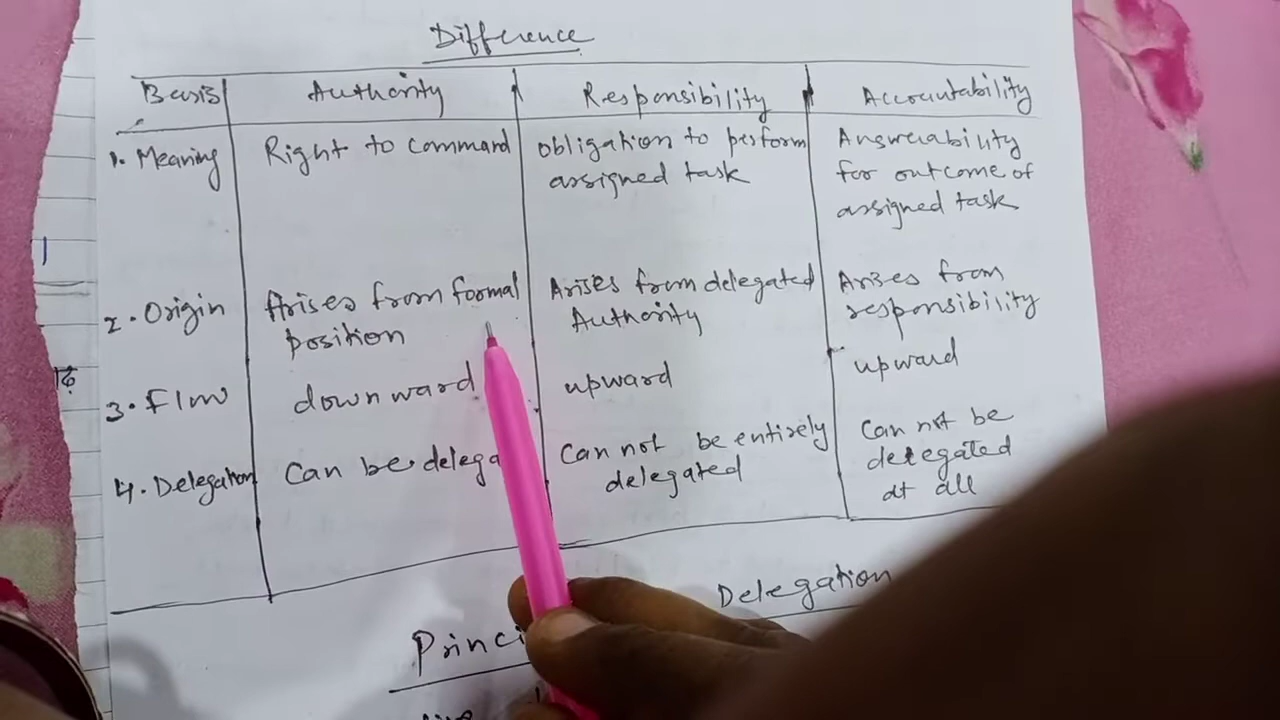 Difference
Basis Authority Responsibility Accountability
1. Meaning Right to command obligation to perform assigned task Answerability for outcome of assigned task
2. Origin Arises from formal position Arises from delegated Authority Arises from responsibility
3. Flow downward upward upward
4. Delegation Can be delega Can not be entirely delegated Can not be delegated at all
Delegation
Princi